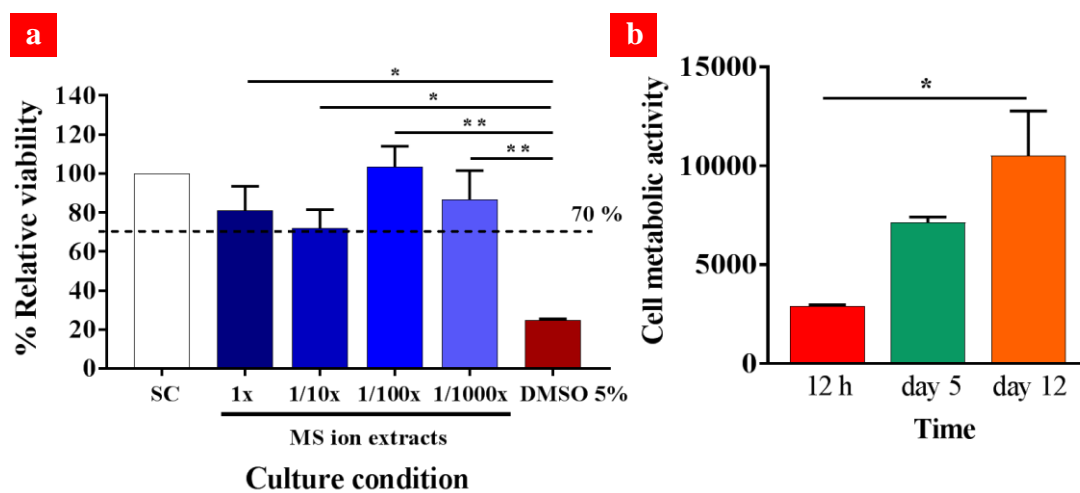 a
% Relative viability
140
120
100
80
60
40
20
0
*
*
**
**
70 %
SC 1x 1/10x 1/100x 1/1000x DMSO 5%
MS ion extracts
Culture condition
b
Cell metabolic activity
15000
10000
5000
0
*
12 h day 5 day 12
Time